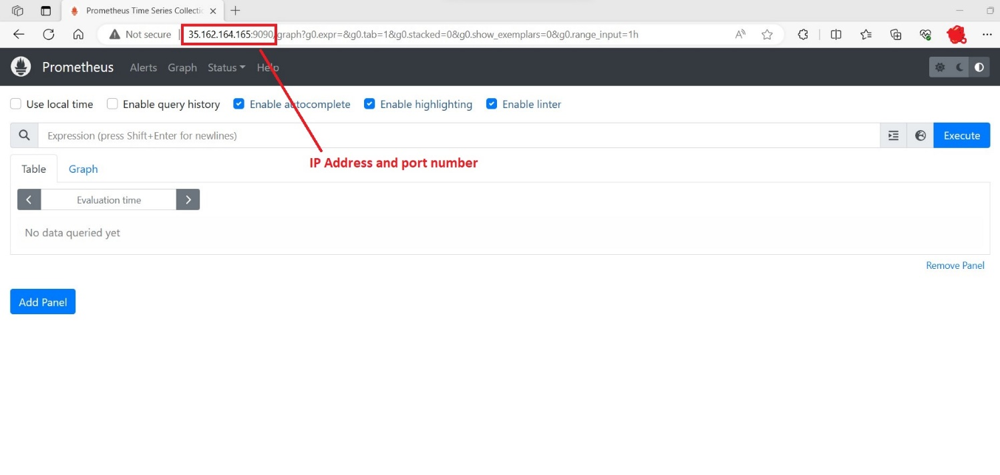 Prometheus Time Series Collectio
Not secure 35.162.164.165:9090/graph?g0.expr=&g0.tab=1&g0.stacked=0&g0.show_exemplars=0&g0.range_input=1h
Prometheus Alerts Graph Status Help
Use local time Enable query history Enable autocomplete Enable highlighting Enable linter
Expression (press Shift+Enter for newlines) Execute
IP Address and port number
Table Graph
Evaluation time
No data queried yet
Remove Panel
Add Panel